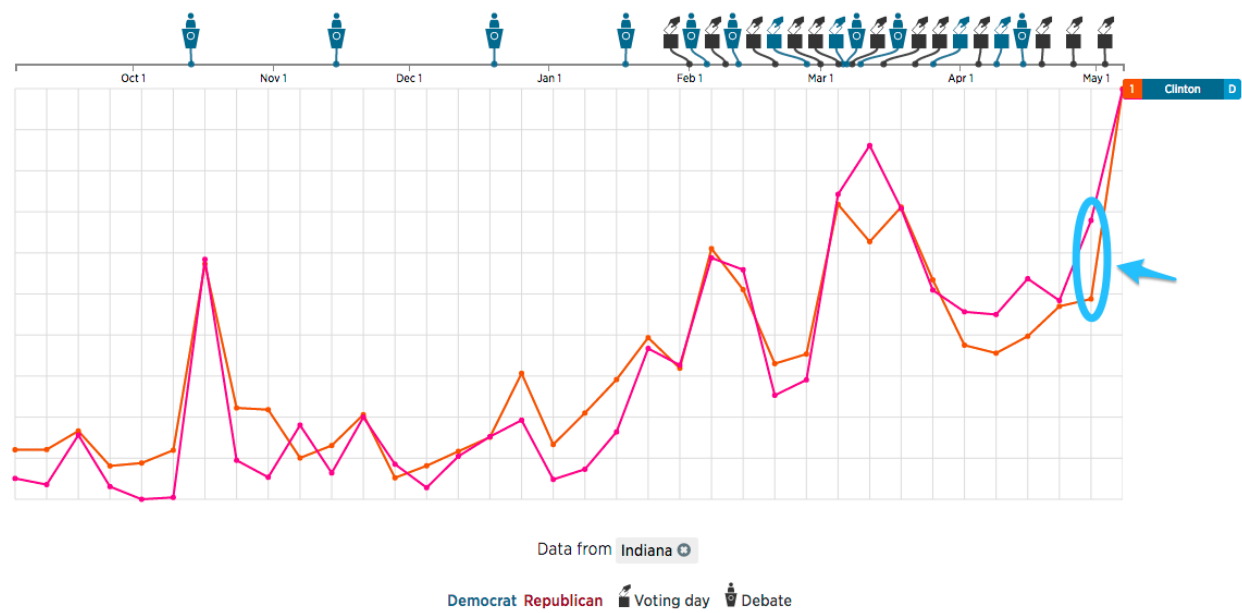 Oct 1 Nov 1 Dec 1 Jan 1 Feb 1 Mar 1 Apr 1 May 1
1 Clinton D
Data from Indiana
Democrat Republican Voting day Debate